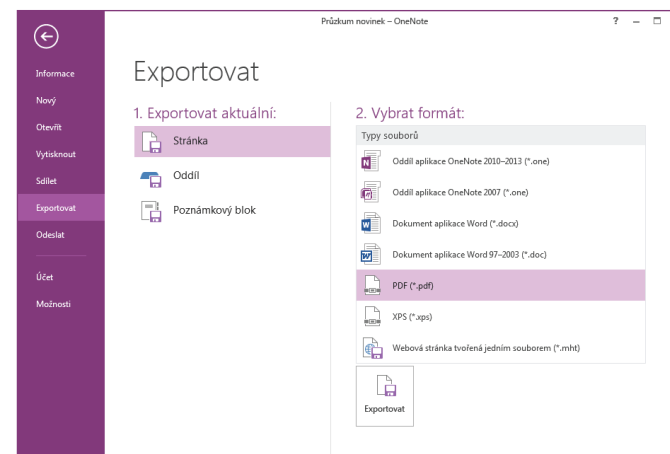 Průzkum novinek – OneNote
?
Informace
Nový
Otevřít
Vytisknout
Sdílet
Exportovat
Odeslat
Účet
Možnosti
Exportovat
1. Exportovat aktuální:
Stránka
Oddíl
Poznámkový blok
2. Vybrat formát:
Typy souborů
Oddíl aplikace OneNote 2010–2013 (*.one)
Oddíl aplikace OneNote 2007 (*.one)
Dokument aplikace Word (*.docx)
Dokument aplikace Word 97–2003 (*.doc)
PDF (*.pdf)
XPS (*.xps)
Webová stránka tvořená jedním souborem (*.mht)
Exportovat